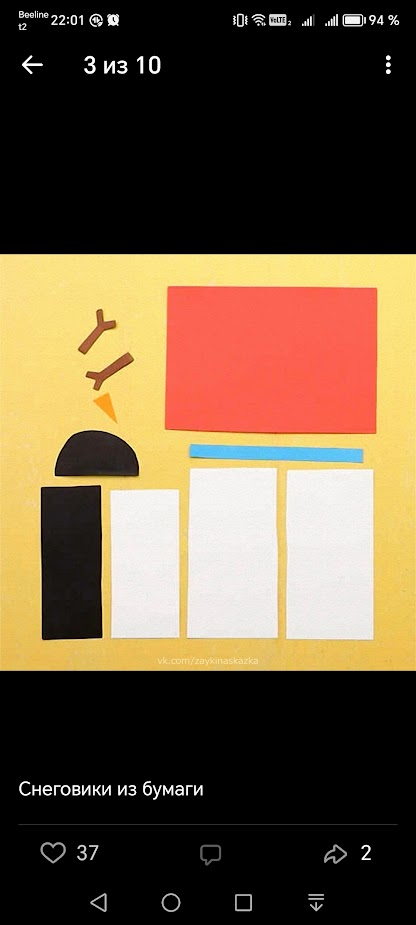 Beeline 22:01 94 %
t2
3 из 10
vk.com/zaykinaskazka
Снеговики из бумаги
37
2